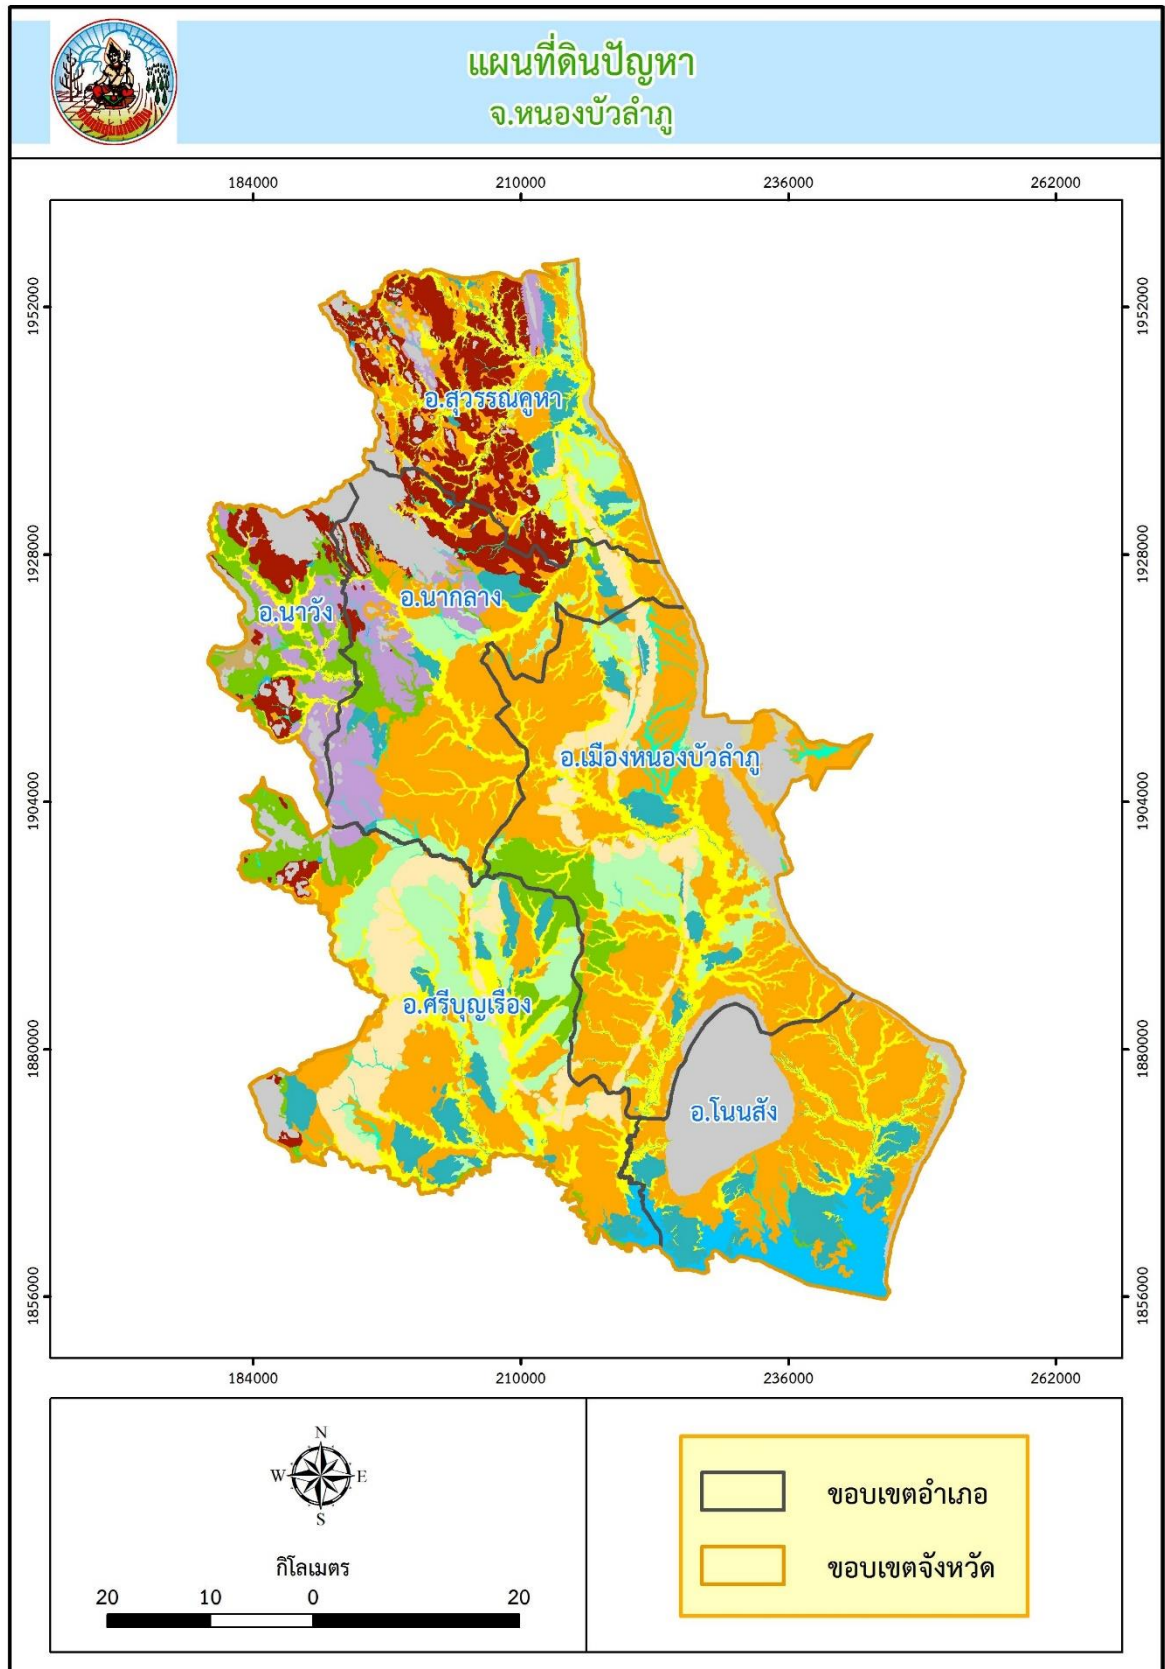 แผนที่ดินปัญหา
จ.หนองบัวลำภู
184000 210000 236000 262000
1952000 1952000
อ.สุวรรณคูหา
1928000 1928000
อ.นาวัง อ.นากลาง
อ.เมืองหนองบัวลำภู
1904000 1904000
อ.ศรีบุญเรือง
1880000 1880000
อ.โนนสัง
1856000 1856000
184000 210000 236000 262000
N
W E
S
กิโลเมตร
20 10 0 20
ขอบเขตอำเภอ
ขอบเขตจังหวัด